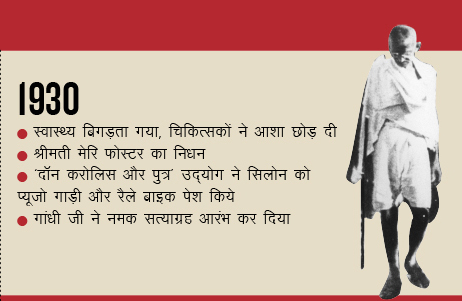 1930
● स्वास्थ्य बिगड़ता गया, चिकित्सकों ने आशा छोड़ दी
● श्रीमती मेरि फोस्टर का निधन
● 'दॉन करोलिस और पुत्र' उद्योग ने सिलोन को
प्यूजो गाड़ी और रैले बाइक पेश किये
● गांधी जी ने नमक सत्याग्रह आरंभ कर दिया